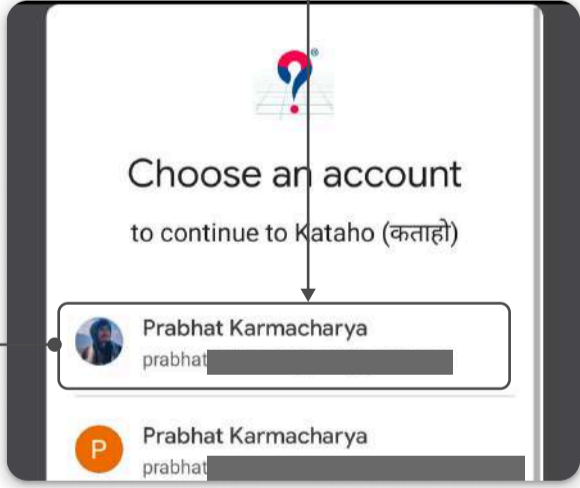 Choose an account
to continue to Kataho (कताहो)
Prabhat Karmacharya
prabhat
P
Prabhat Karmacharya
prabhat